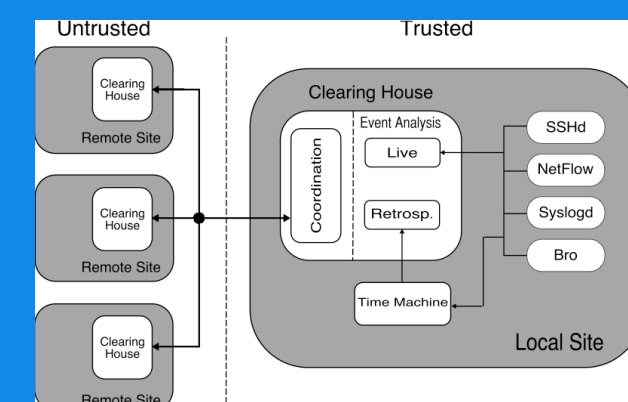 Untrusted
Trusted
Clearing
House
Remote Site
Clearing
House
Remote Site
Clearing
House
Remote Site
Clearing House
Coordination
Event Analysis
Live
Retrosp.
Time Machine
SSHd
NetFlow
Syslogd
Bro
Local Site